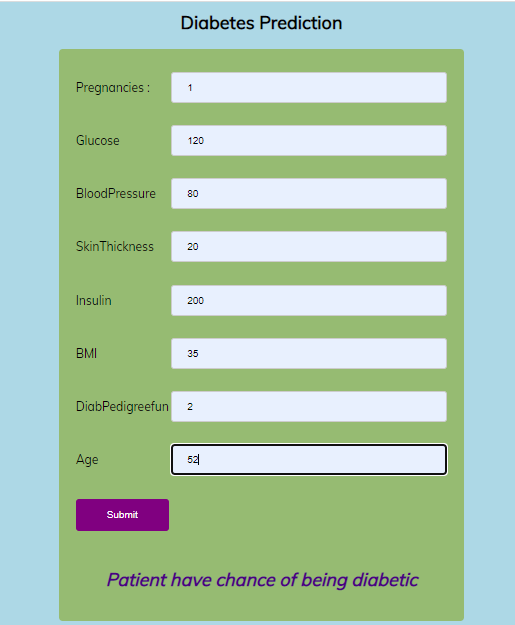 Diabetes Prediction
Pregnancies : 1
Glucose 120
BloodPressure 80
SkinThickness 20
Insulin 200
BMI 35
DiabPedigreefun 2
Age 52
Submit
Patient have chance of being diabetic